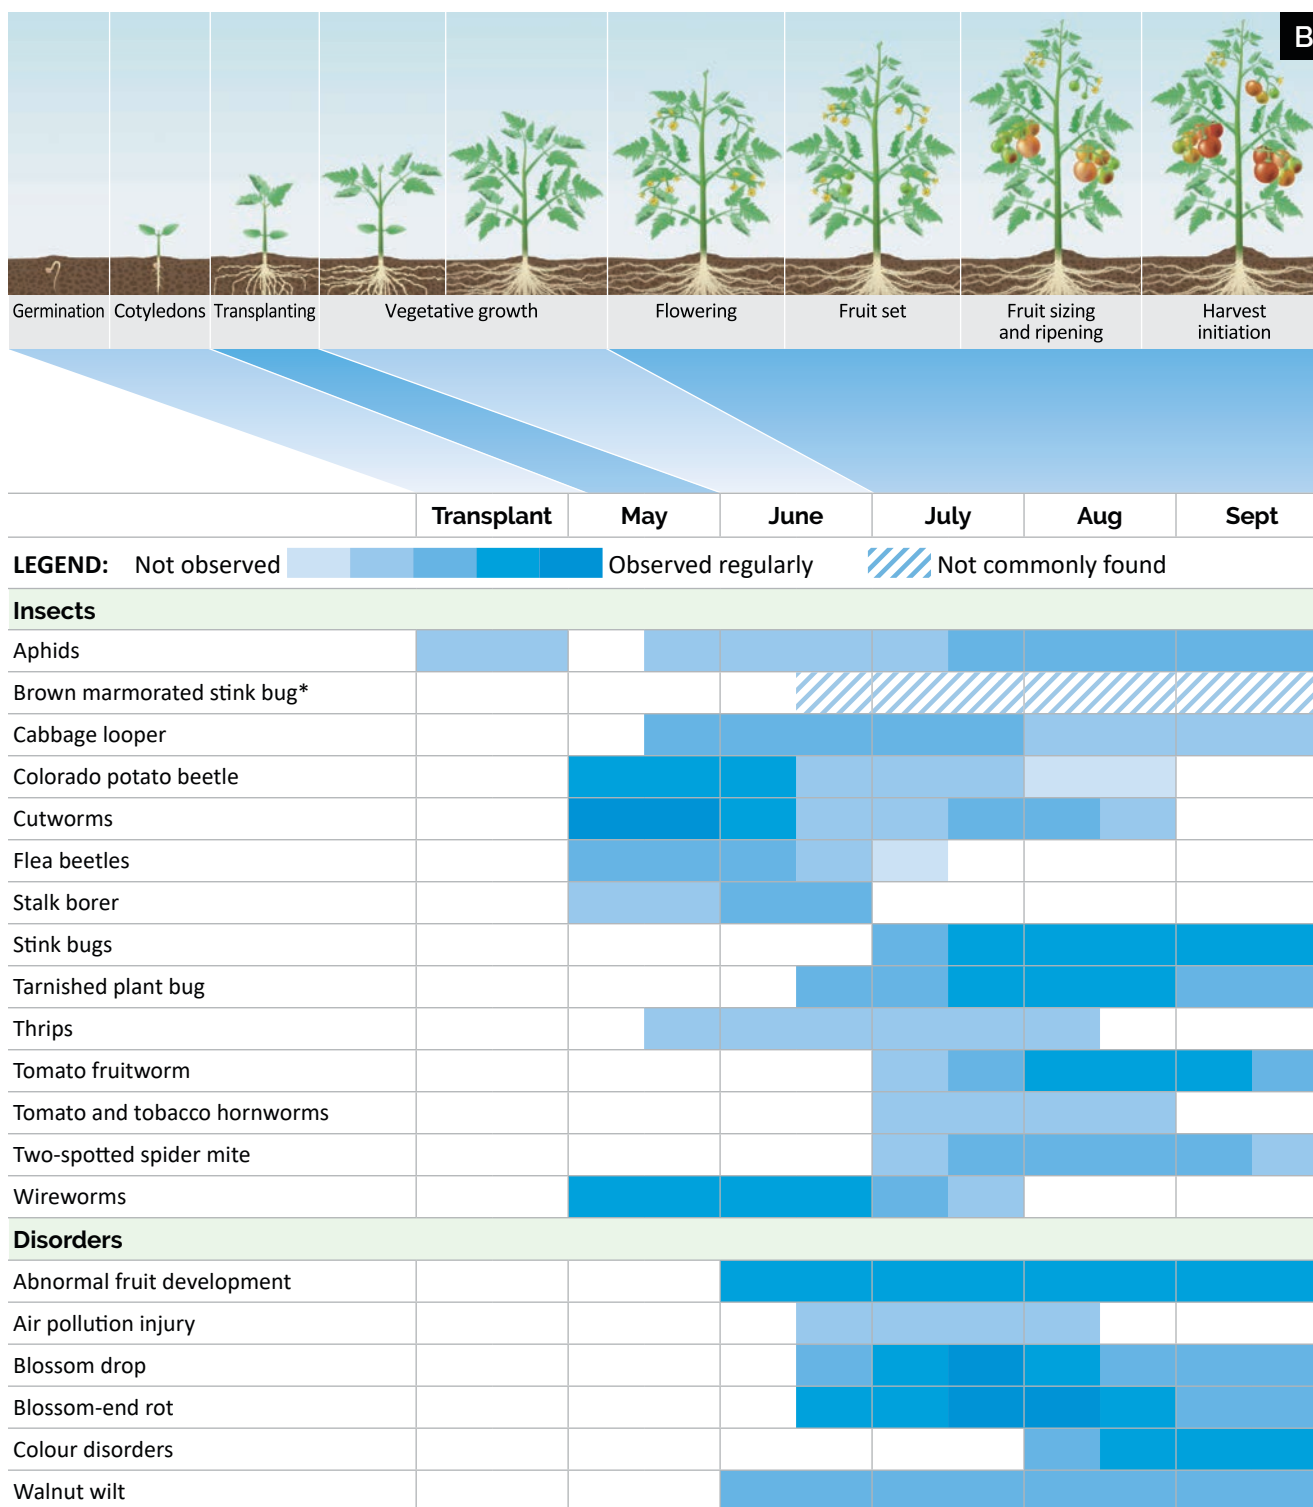 B
Germination Cotyledons Transplanting Vegetative growth Flowering Fruit set Fruit sizing and ripening Harvest initiation
Transplant May June July Aug Sept
LEGEND: Not observed Observed regularly Not commonly found
Insects
Aphids
Brown marmorated stink bug*
Cabbage looper
Colorado potato beetle
Cutworms
Flea beetles
Stalk borer
Stink bugs
Tarnished plant bug
Thrips
Tomato fruitworm
Tomato and tobacco hornworms
Two-spotted spider mite
Wireworms
Disorders
Abnormal fruit development
Air pollution injury
Blossom drop
Blossom-end rot
Colour disorders
Walnut wilt